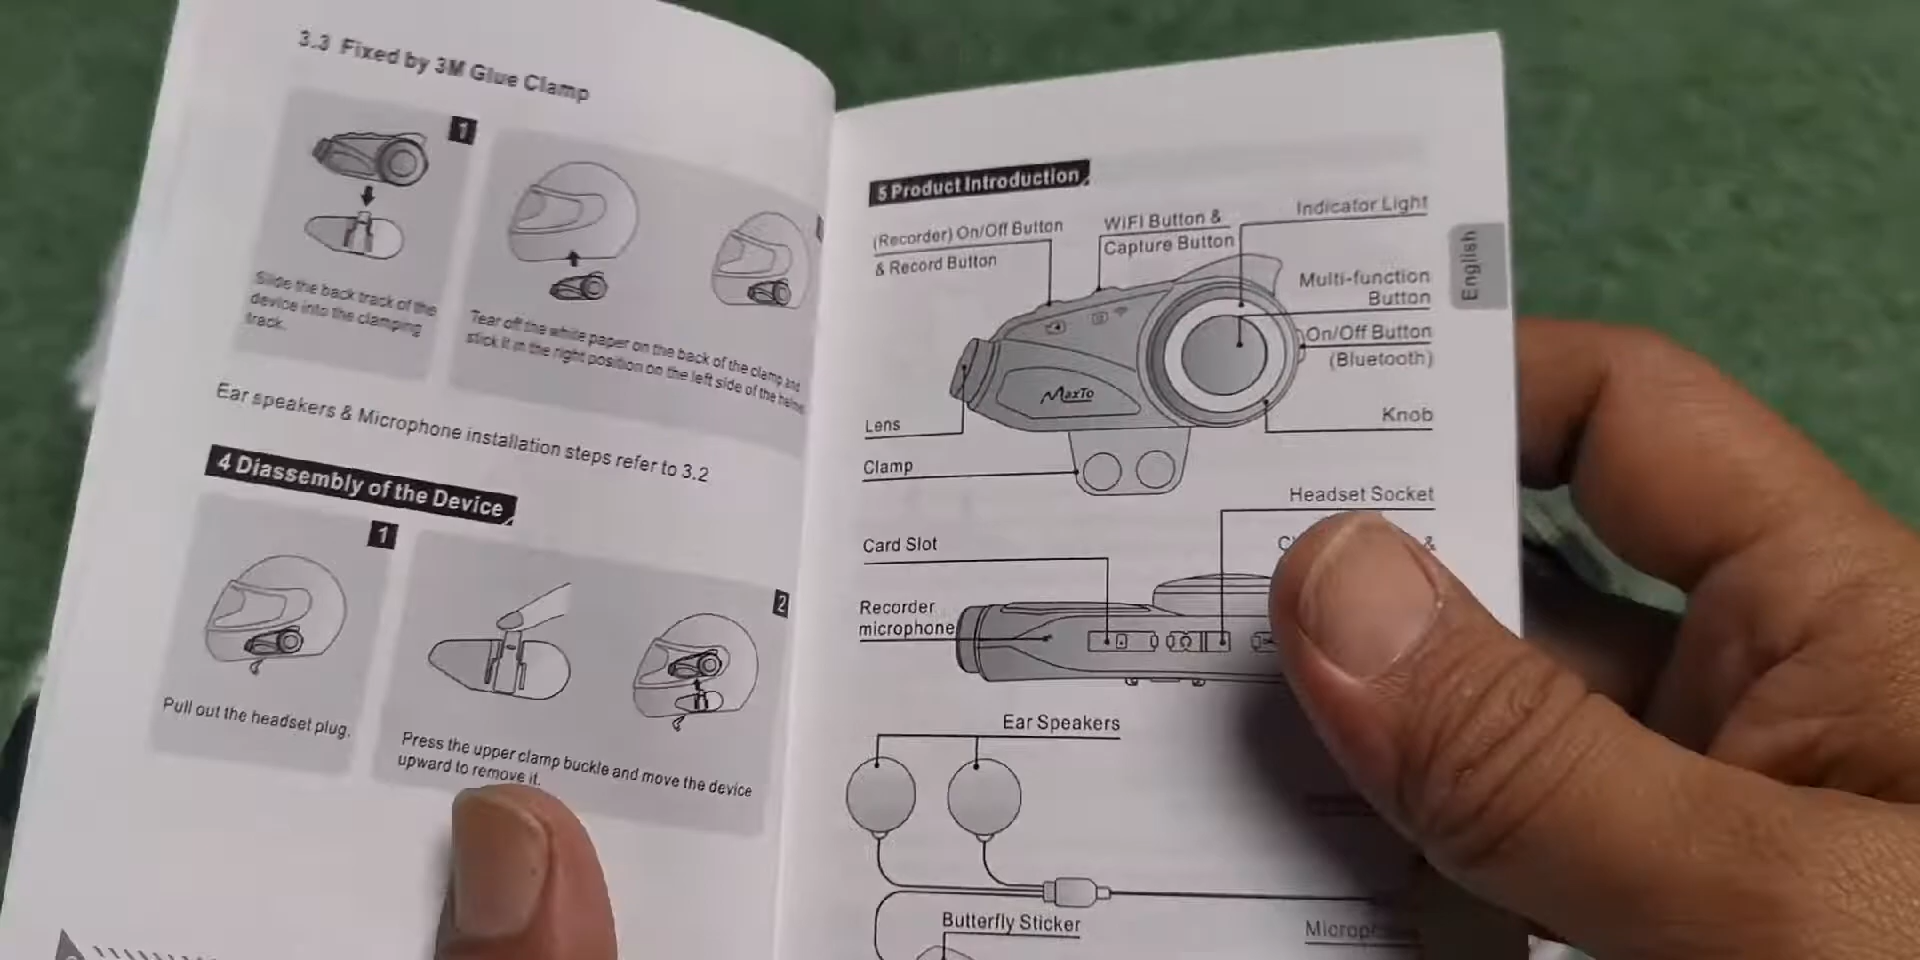 3.3 Fixed by 3M Glue Clamp
1
Slide the back track of the
device into the clamping
track.
Tear off the white paper on the back of the clamp and
stick it in the right position on the left side of the
Ear speakers & Microphone installation steps refer to 3.2
4 Diassembly of the Device
1
2
Pull out the headset plug.
Press the upper clamp buckle and move the device
upward to remove it.
5 Product Introduction
(Recorder) On/Off Button
& Record Button
WIFI Button &
Capture Button
Indicator Light
Multi-function
Button
On/Off Button
(Bluetooth)
Knob
MaxTo
Lens
Clamp
Headset Socket
Card Slot
&
Recorder
microphone
Ear Speakers
Butterfly Sticker
English